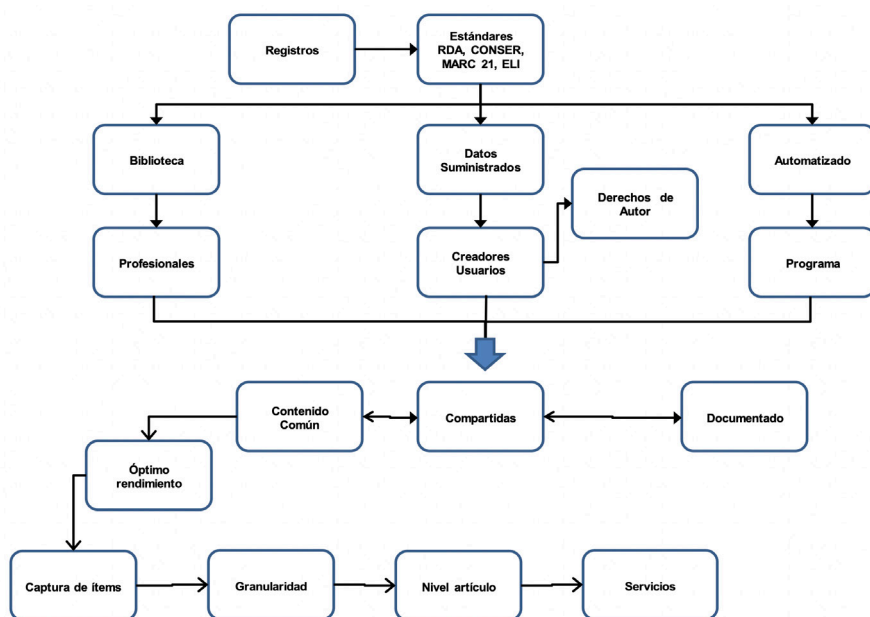 Registros
Estándares
RDA, CONSER,
MARC 21, ELI
Biblioteca
Datos
Suministrados
Automatizado
Derechos de
Autor
Profesionales
Creadores
Usuarios
Programa
Contenido
Común
Compartidas
Documentado
Óptimo
rendimiento
Captura de ítems
Granularidad
Nivel artículo
Servicios